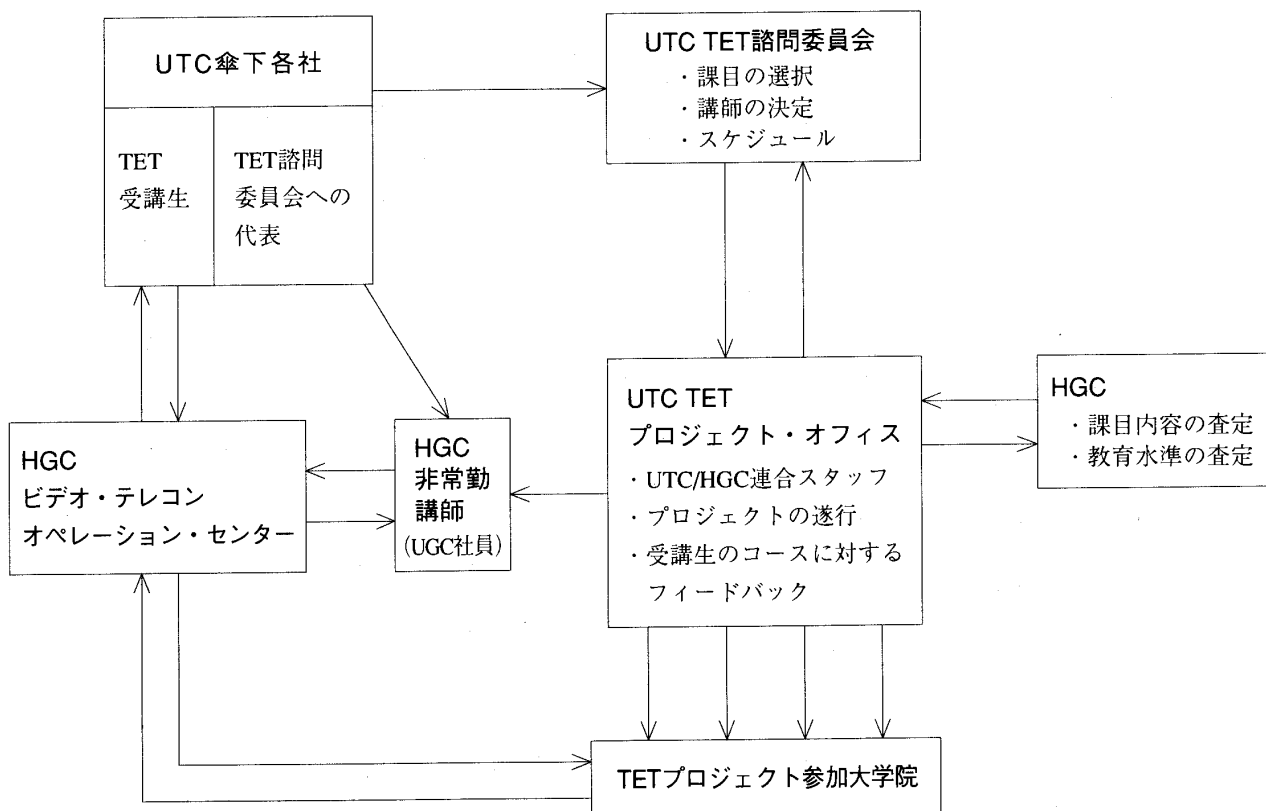 UTC傘下各社
TET
受講生
TET諮問
委員会への
代表
UTC TET諮問委員会
・課目の選択
・講師の決定
・スケジュール
HGC
ビデオ・テレコン
オペレーション・センター
HGC
非常勤
講師
(UGC社員)
UTC TET
プロジェクト・オフィス
・UTC/HGC連合スタッフ
・プロジェクトの遂行
・受講生のコースに対する
フィードバック
HGC
・課目内容の査定
・教育水準の査定
TETプロジェクト参加大学院